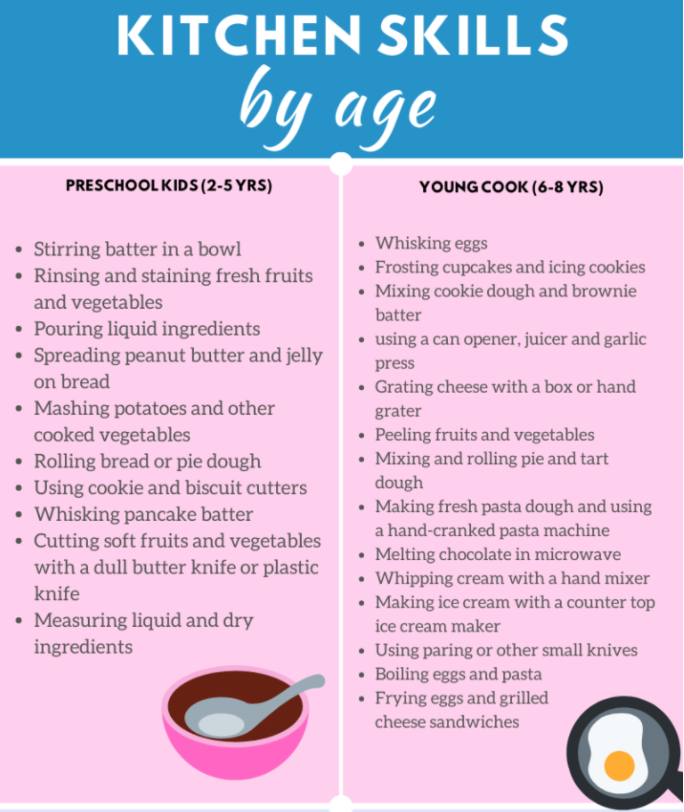 KITCHEN SKILLS
by age
PRESCHOOL KIDS (2-5 YRS)
• Stirring batter in a bowl
• Rinsing and staining fresh fruits
and vegetables
• Pouring liquid ingredients
• Spreading peanut butter and jelly
on bread
• Mashing potatoes and other
cooked vegetables
• Rolling bread or pie dough
• Using cookie and biscuit cutters
• Whisking pancake batter
• Cutting soft fruits and vegetables
with a dull butter knife or plastic
knife
• Measuring liquid and dry
ingredients
YOUNG COOK (6-8 YRS)
• Whisking eggs
• Frosting cupcakes and icing cookies
• Mixing cookie dough and brownie
batter
• using a can opener, juicer and garlic
press
• Grating cheese with a box or hand
grater
• Peeling fruits and vegetables
• Mixing and rolling pie and tart
dough
• Making fresh pasta dough and using
a hand-cranked pasta machine
• Melting chocolate in microwave
• Whipping cream with a hand mixer
• Making ice cream with a counter top
ice cream maker
• Using paring or other small knives
• Boiling eggs and pasta
• Frying eggs and grilled
cheese sandwiches